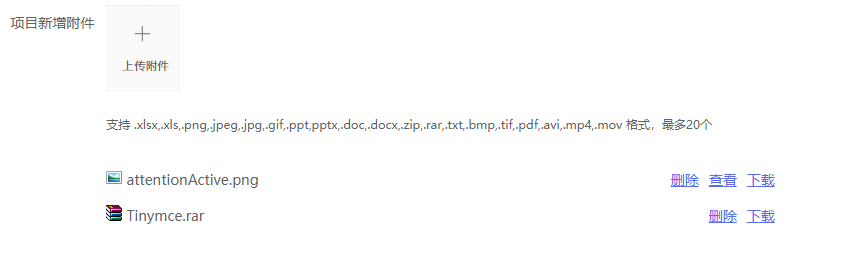 项目新增附件
上传附件
支持 .xlsx,.xls,.png,.jpeg,.jpg,.gif,.ppt,pptx,.doc,.docx,.zip,.rar,.txt,.bmp,.tif,.pdf,.avi,.mp4,.mov 格式，最多20个
attentionActive.png 删除 查看 下载
Tinymce.rar 删除 下载